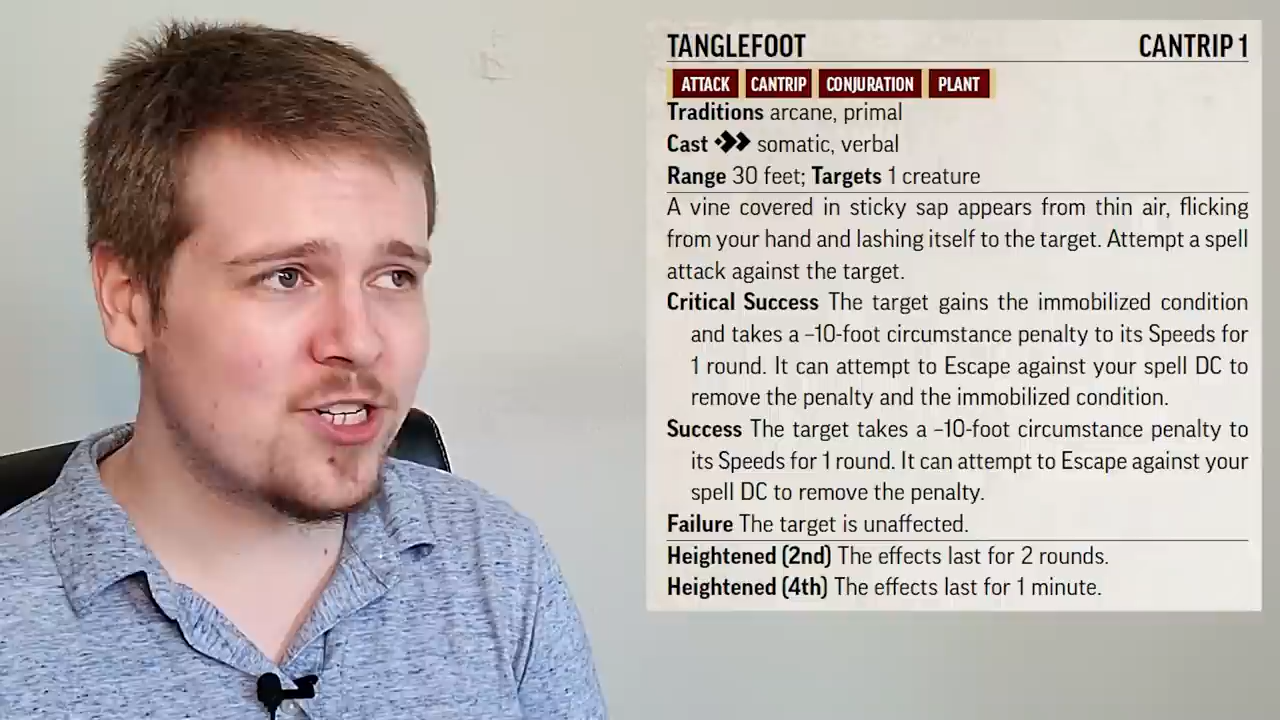 TANGLEFOOT CANTRIP 1
ATTACK CANTRIP CONJURATION PLANT
Traditions arcane, primal
Cast somatic, verbal
Range 30 feet; Targets 1 creature
A vine covered in sticky sap appears from thin air, flicking
from your hand and lashing itself to the target. Attempt a spell
attack against the target.
Critical Success The target gains the immobilized condition
and takes a –10-foot circumstance penalty to its Speeds for
1 round. It can attempt to Escape against your spell DC to
remove the penalty and the immobilized condition.
Success The target takes a –10-foot circumstance penalty to
its Speeds for 1 round. It can attempt to Escape against your
spell DC to remove the penalty.
Failure The target is unaffected.
Heightened (2nd) The effects last for 2 rounds.
Heightened (4th) The effects last for 1 minute.